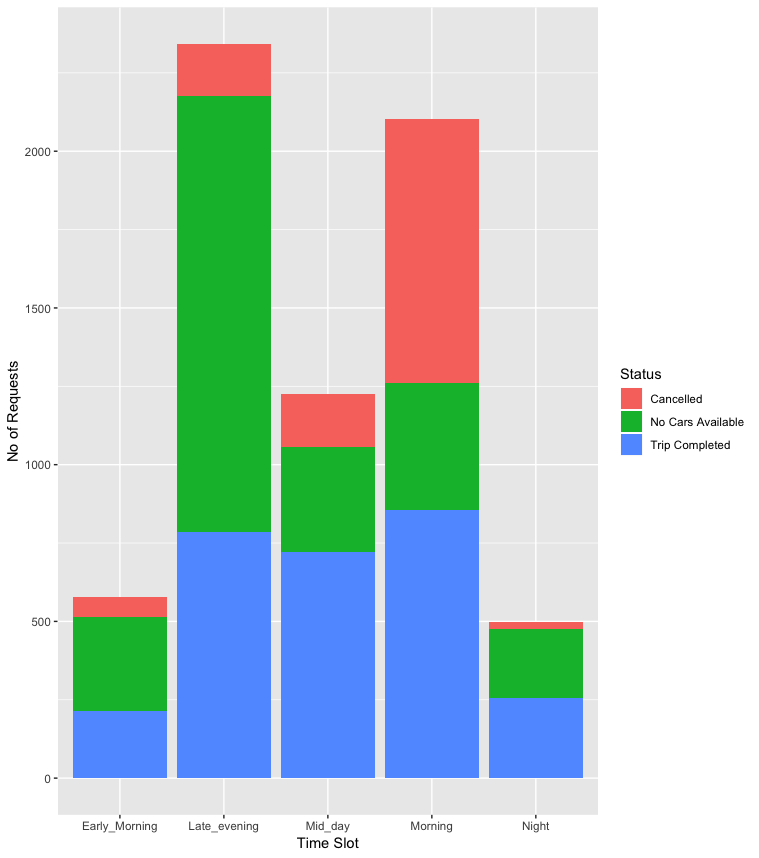 No of Requests
2000
1500
1000
500
0
Early_Morning
Late_evening
Mid_day
Morning
Night
Time Slot
Status
Cancelled
No Cars Available
Trip Completed